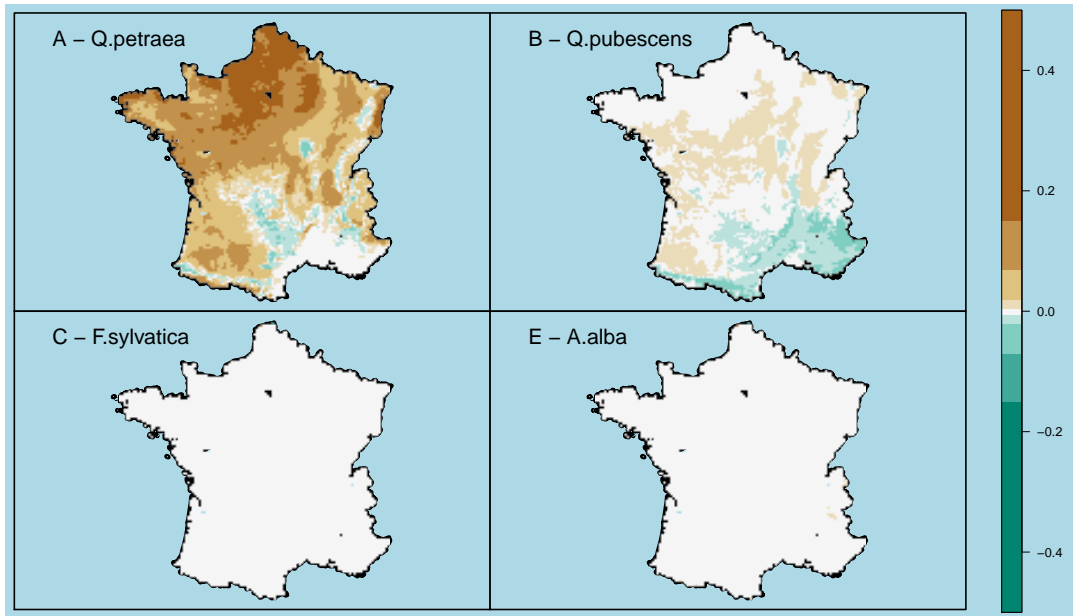 A – Q.petraea
B – Q.pubescens
C – F.sylvatica
E – A.alba
0.4
0.2
0.0
−0.2
−0.4